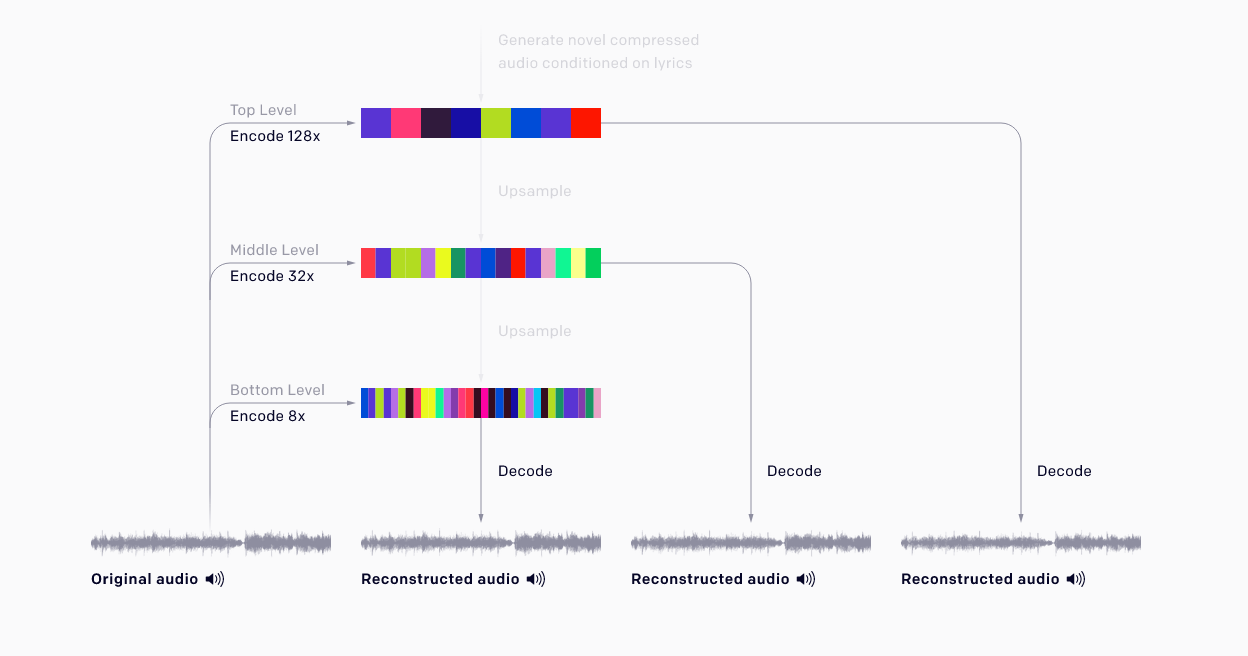 Generate novel compressed
audio conditioned on lyrics
Top Level
Encode 128x
Upsample
Middle Level
Encode 32x
Upsample
Bottom Level
Encode 8x
Decode
Decode
Decode
Original audio
Reconstructed audio
Reconstructed audio
Reconstructed audio